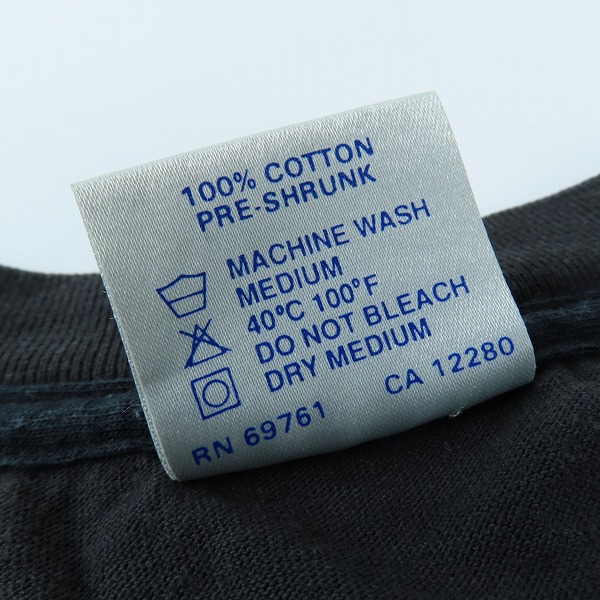 100% COTTON
PRE-SHRUNK
MACHINE WASH
MEDIUM
40°C 100°F
DO NOT BLEACH
DRY MEDIUM
RN 69761 CA 12280